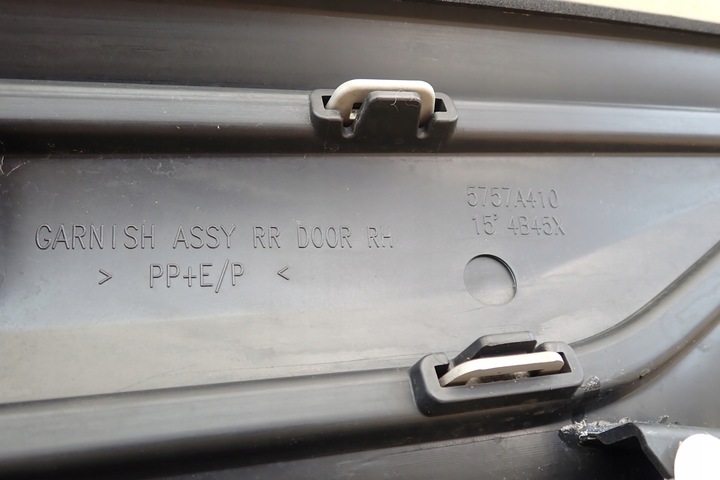 5757A410
15° 4B45X
GARNISH ASSY RR DOOR RH
> PP+E/P <